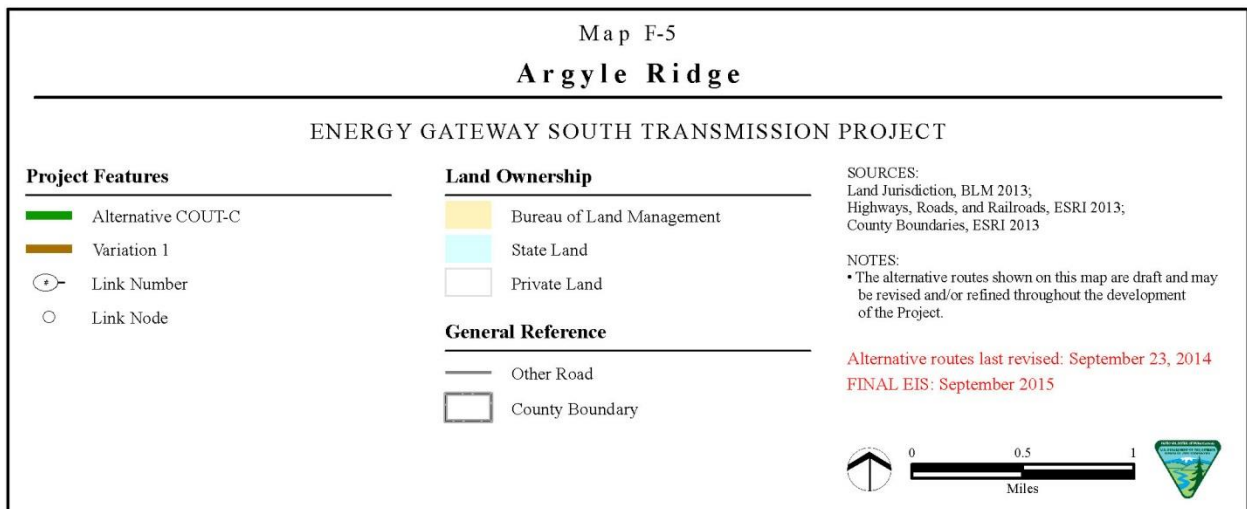 Map F-5
Argyle Ridge
ENERGY GATEWAY SOUTH TRANSMISSION PROJECT
Project Features
Alternative COUT-C
Variation 1
#
Link Number
Link Node
Land Ownership
Bureau of Land Management
State Land
Private Land
General Reference
Other Road
County Boundary
SOURCES:
Land Jurisdiction, BLM 2013;
Highways, Roads, and Railroads, ESRI 2013;
County Boundaries, ESRI 2013
NOTES:
▪ The alternative routes shown on this map are draft and may
be revised and/or refined throughout the development
of the Project.
Alternative routes last revised: September 23, 2014
FINAL EIS: September 2015
0 0.5 1
Miles